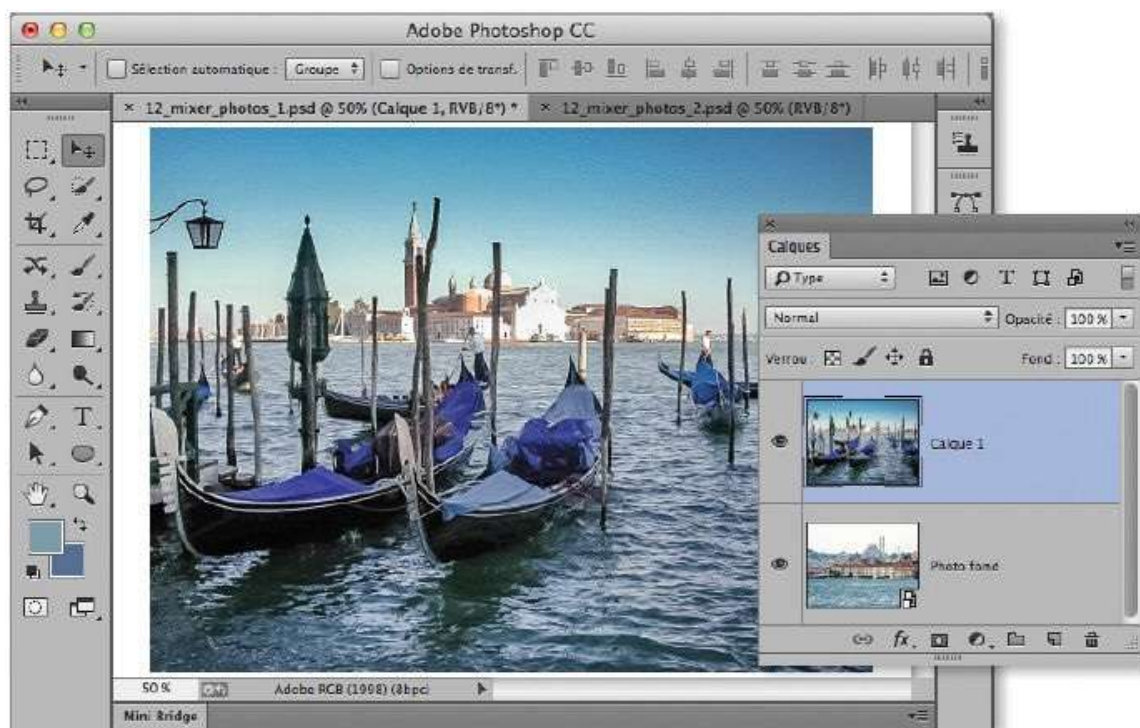 Adobe Photoshop CC
Sélection automatique : Groupe Options de transf.
× 12_mixer_photos_1.psd @ 50% (Calque 1, RVB/8*) * × 12_mixer_photos_2.psd @ 50% (RVB/8*)
Calques
Type T
Normal Opacité : 100 %
Verrou : Fond : 100 %
Calque 1
Photo fond
fx
T
50 % Adobe RGB (1998) (8bpc)
Mini Bridge